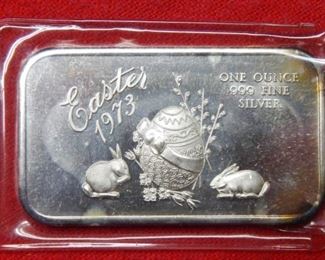 Easter
1973
ONE OUNCE
.999 FINE
SILVER